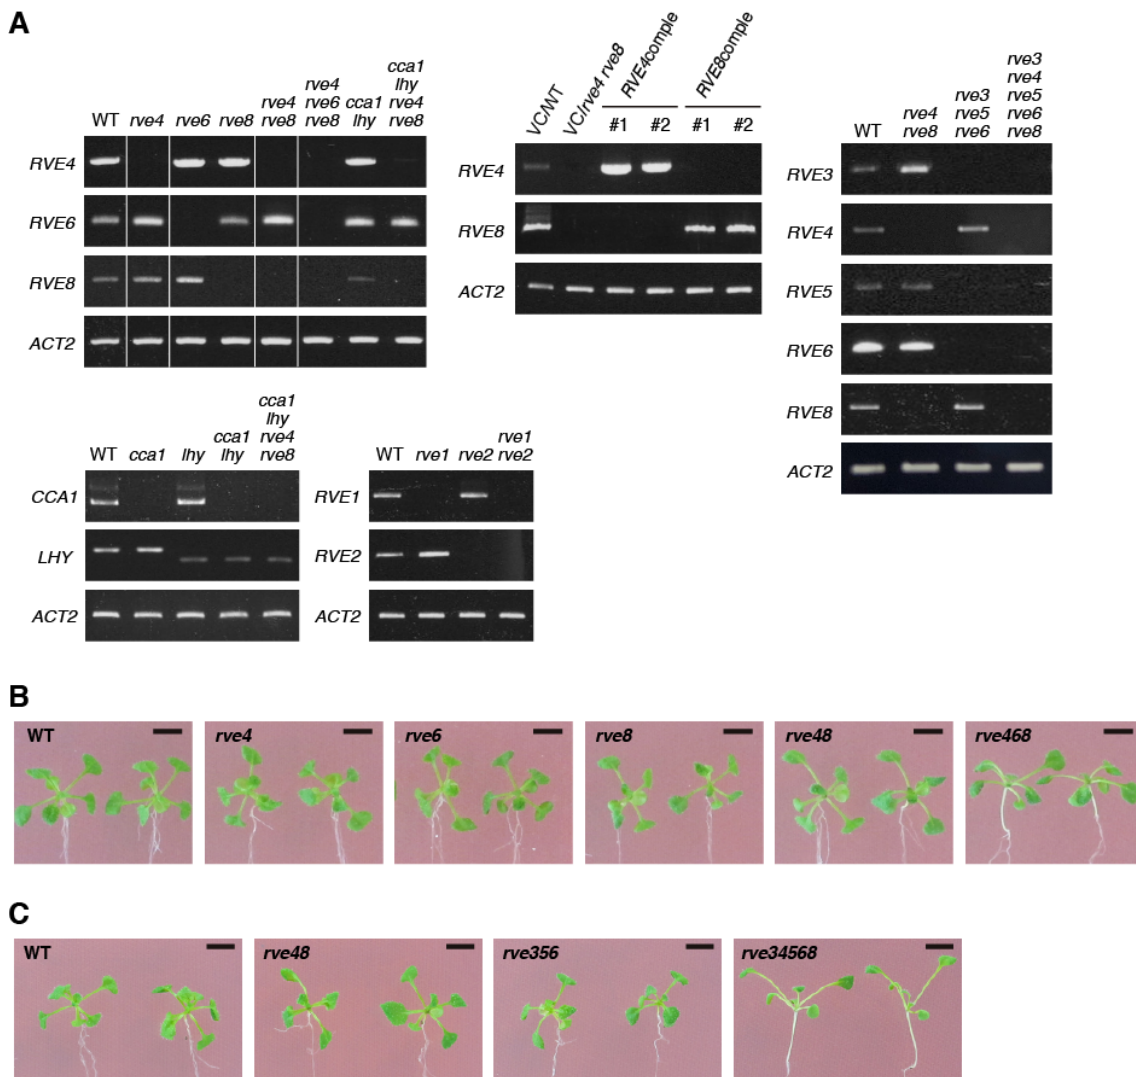 A
WT rve4 rve6 rve8 rve4 rve8 rve4 rve6 rve8 cca1 lhy cca1 lhy rve4 rve8
RVE4
RVE6
RVE8
ACT2
VC/WT VC/rve4 rve8 RVE4comple RVE8comple
#1 #2 #1 #2
RVE4
RVE8
ACT2
WT rve4 rve8 rve3 rve5 rve6 rve3 rve4 rve5 rve6 rve8
RVE3
RVE4
RVE5
RVE6
RVE8
ACT2
WT cca1 lhy cca1 lhy cca1 lhy rve4 rve8
CCA1
LHY
ACT2
WT rve1 rve2 rve1 rve2
RVE1
RVE2
ACT2
B
WT rve4 rve6 rve8 rve48 rve468
C
WT rve48 rve356 rve34568